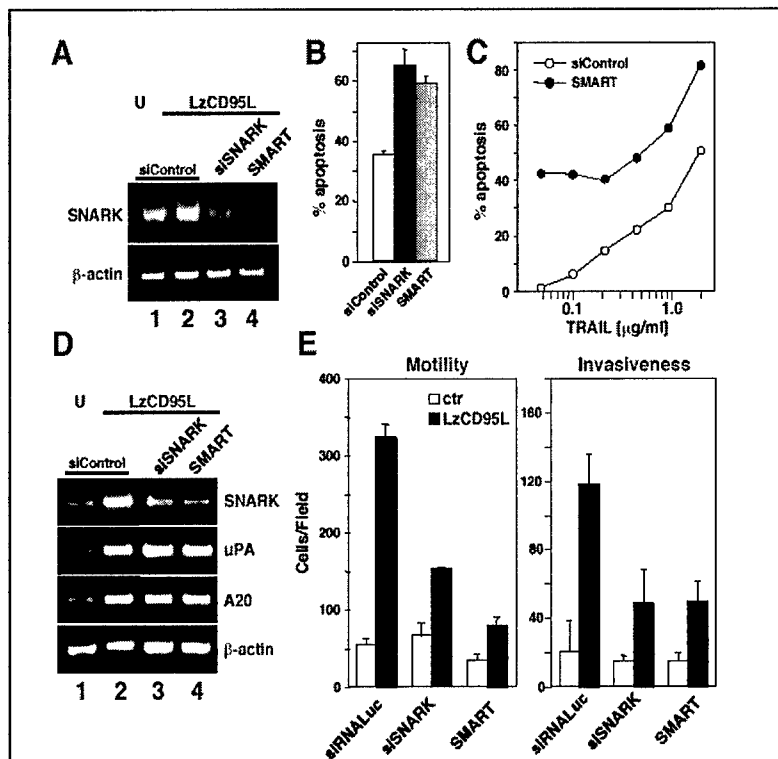 A
U LzCD95L
siControl siSNARK SMART
SNARK
β-actin
1 2 3 4
B
% apoptosis
60
40
20
0
siControl siSNARK SMART
C
siControl
SMART
% apoptosis
80
60
40
20
0
0.1 1.0
TRAIL [μg/ml]
D
U LzCD95L
siControl siSNARK SMART
SNARK
uPA
A20
β-actin
1 2 3 4
E
Motility
ctr
LzCD95L
Cells/Field
400
300
200
100
0
siRNALuc siSNARK SMART
Invasiveness
160
120
80
40
0
siRNALuc siSNARK SMART